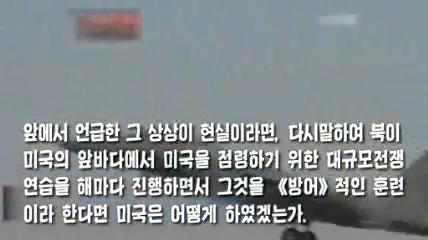 앞에서 언급한 그 상상이 현실이라면, 다시말하여 북이
미국의 앞바다에서 미국을 점령하기 위한 대규모전쟁
연습을 해마다 진행하면서 그것을 《방어》적인 훈련
이라 한다면 미국은 어떻게 하였겠는가.